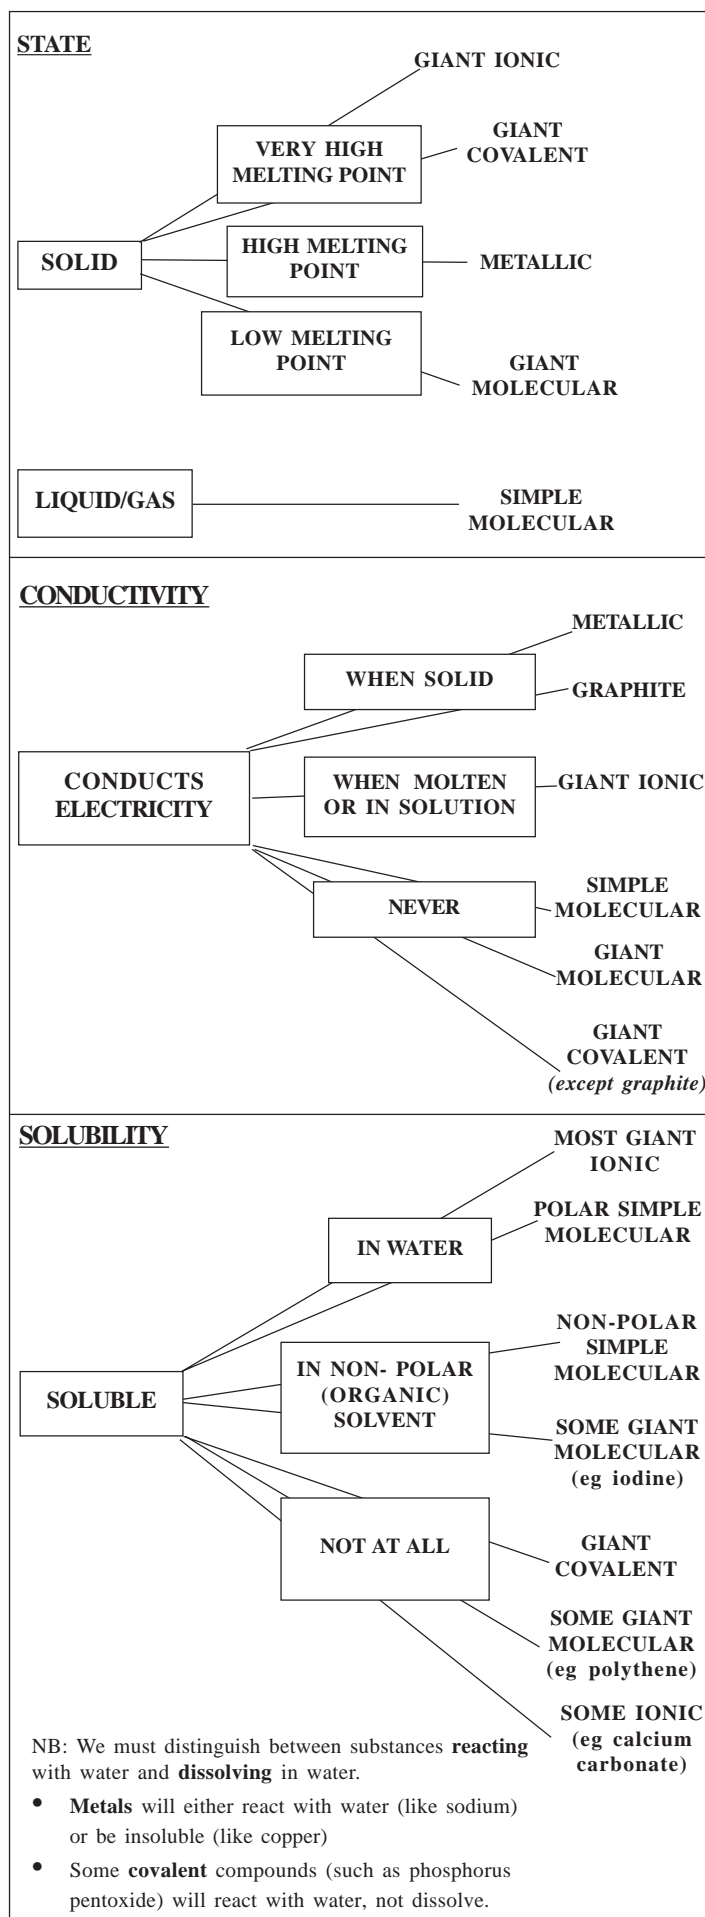 STATE
GIANT IONIC
VERY HIGH
MELTING POINT
GIANT
COVALENT
SOLID
HIGH MELTING
POINT
METALLIC
LOW MELTING
POINT
GIANT
MOLECULAR
LIQUID/GAS
SIMPLE
MOLECULAR
CONDUCTIVITY
METALLIC
WHEN SOLID
GRAPHITE
CONDUCTS
ELECTRICITY
WHEN MOLTEN
OR IN SOLUTION
GIANT IONIC
NEVER
SIMPLE
MOLECULAR
GIANT
MOLECULAR
GIANT
COVALENT
(except graphite)
SOLUBILITY
MOST GIANT
IONIC
IN WATER
POLAR SIMPLE
MOLECULAR
SOLUBLE
IN NON- POLAR
(ORGANIC)
SOLVENT
NON-POLAR
SIMPLE
MOLECULAR
SOME GIANT
MOLECULAR
(eg iodine)
NOT AT ALL
GIANT
COVALENT
SOME GIANT
MOLECULAR
(eg polythene)
SOME IONIC
(eg calcium
carbonate)
NB: We must distinguish between substances reacting
with water and dissolving in water.
• Metals will either react with water (like sodium)
or be insoluble (like copper)
• Some covalent compounds (such as phosphorus
pentoxide) will react with water, not dissolve.